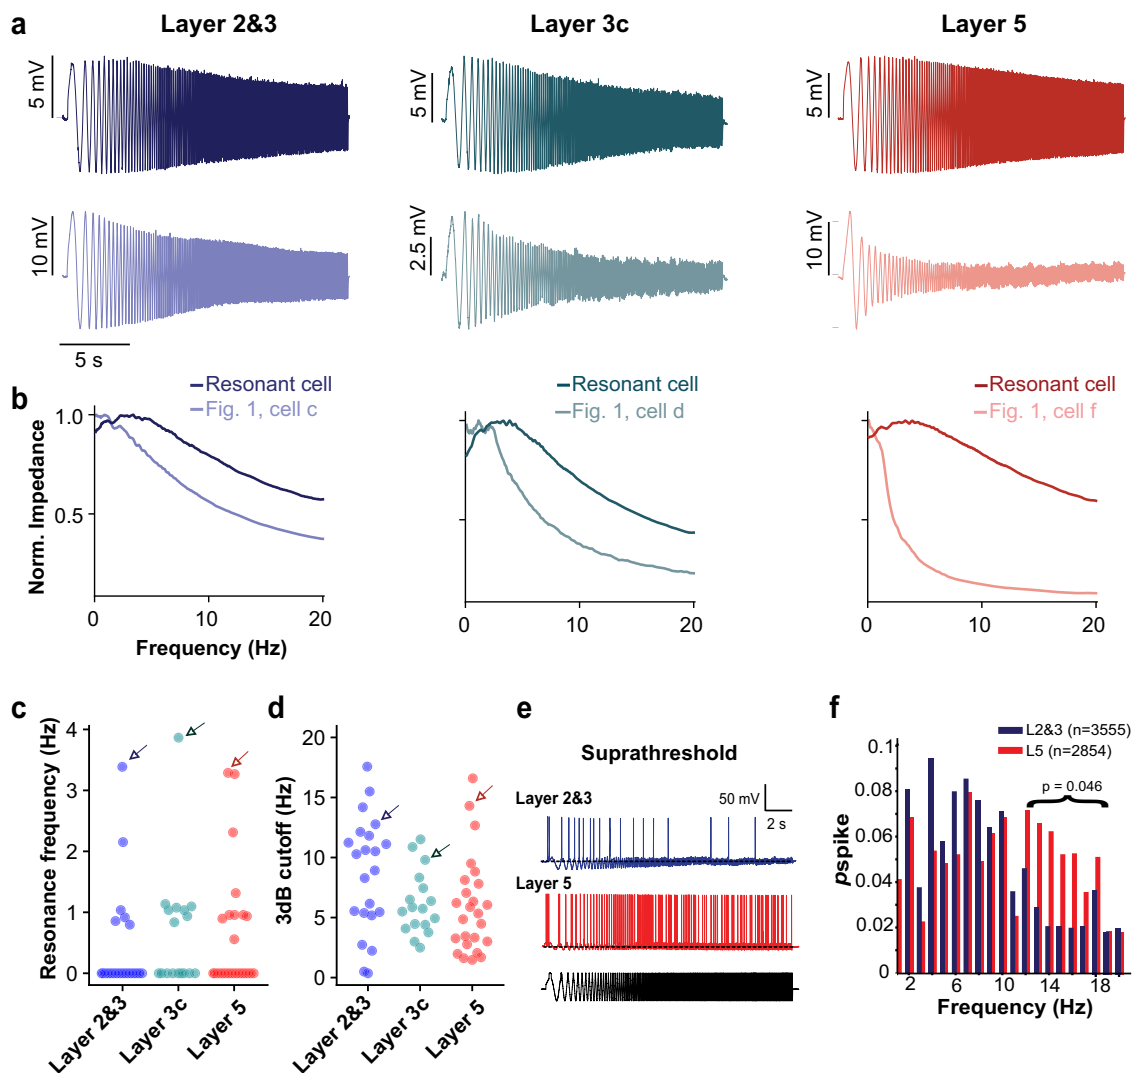 a
Layer 2&3
Layer 3c
Layer 5
5 mV
5 mV
5 mV
10 mV
2.5 mV
10 mV
5 s
b
Resonant cell
Fig. 1, cell c
Resonant cell
Fig. 1, cell d
Resonant cell
Fig. 1, cell f
Norm. Impedance
1.0
0.5
0 10 20
0 10 20
0 10 20
Frequency (Hz)
c
Resonance frequency (Hz)
4
3
2
1
0
Layer 2&3
Layer 3c
Layer 5
d
3dB cutoff (Hz)
20
15
10
5
0
Layer 2&3
Layer 3c
Layer 5
e
Suprathreshold
50 mV
2 s
Layer 2&3
Layer 5
f
L2&3 (n=3555)
L5 (n=2854)
p = 0.046
pspike
0.1
0.08
0.06
0.04
0.02
0
2 6 10 14 18
Frequency (Hz)